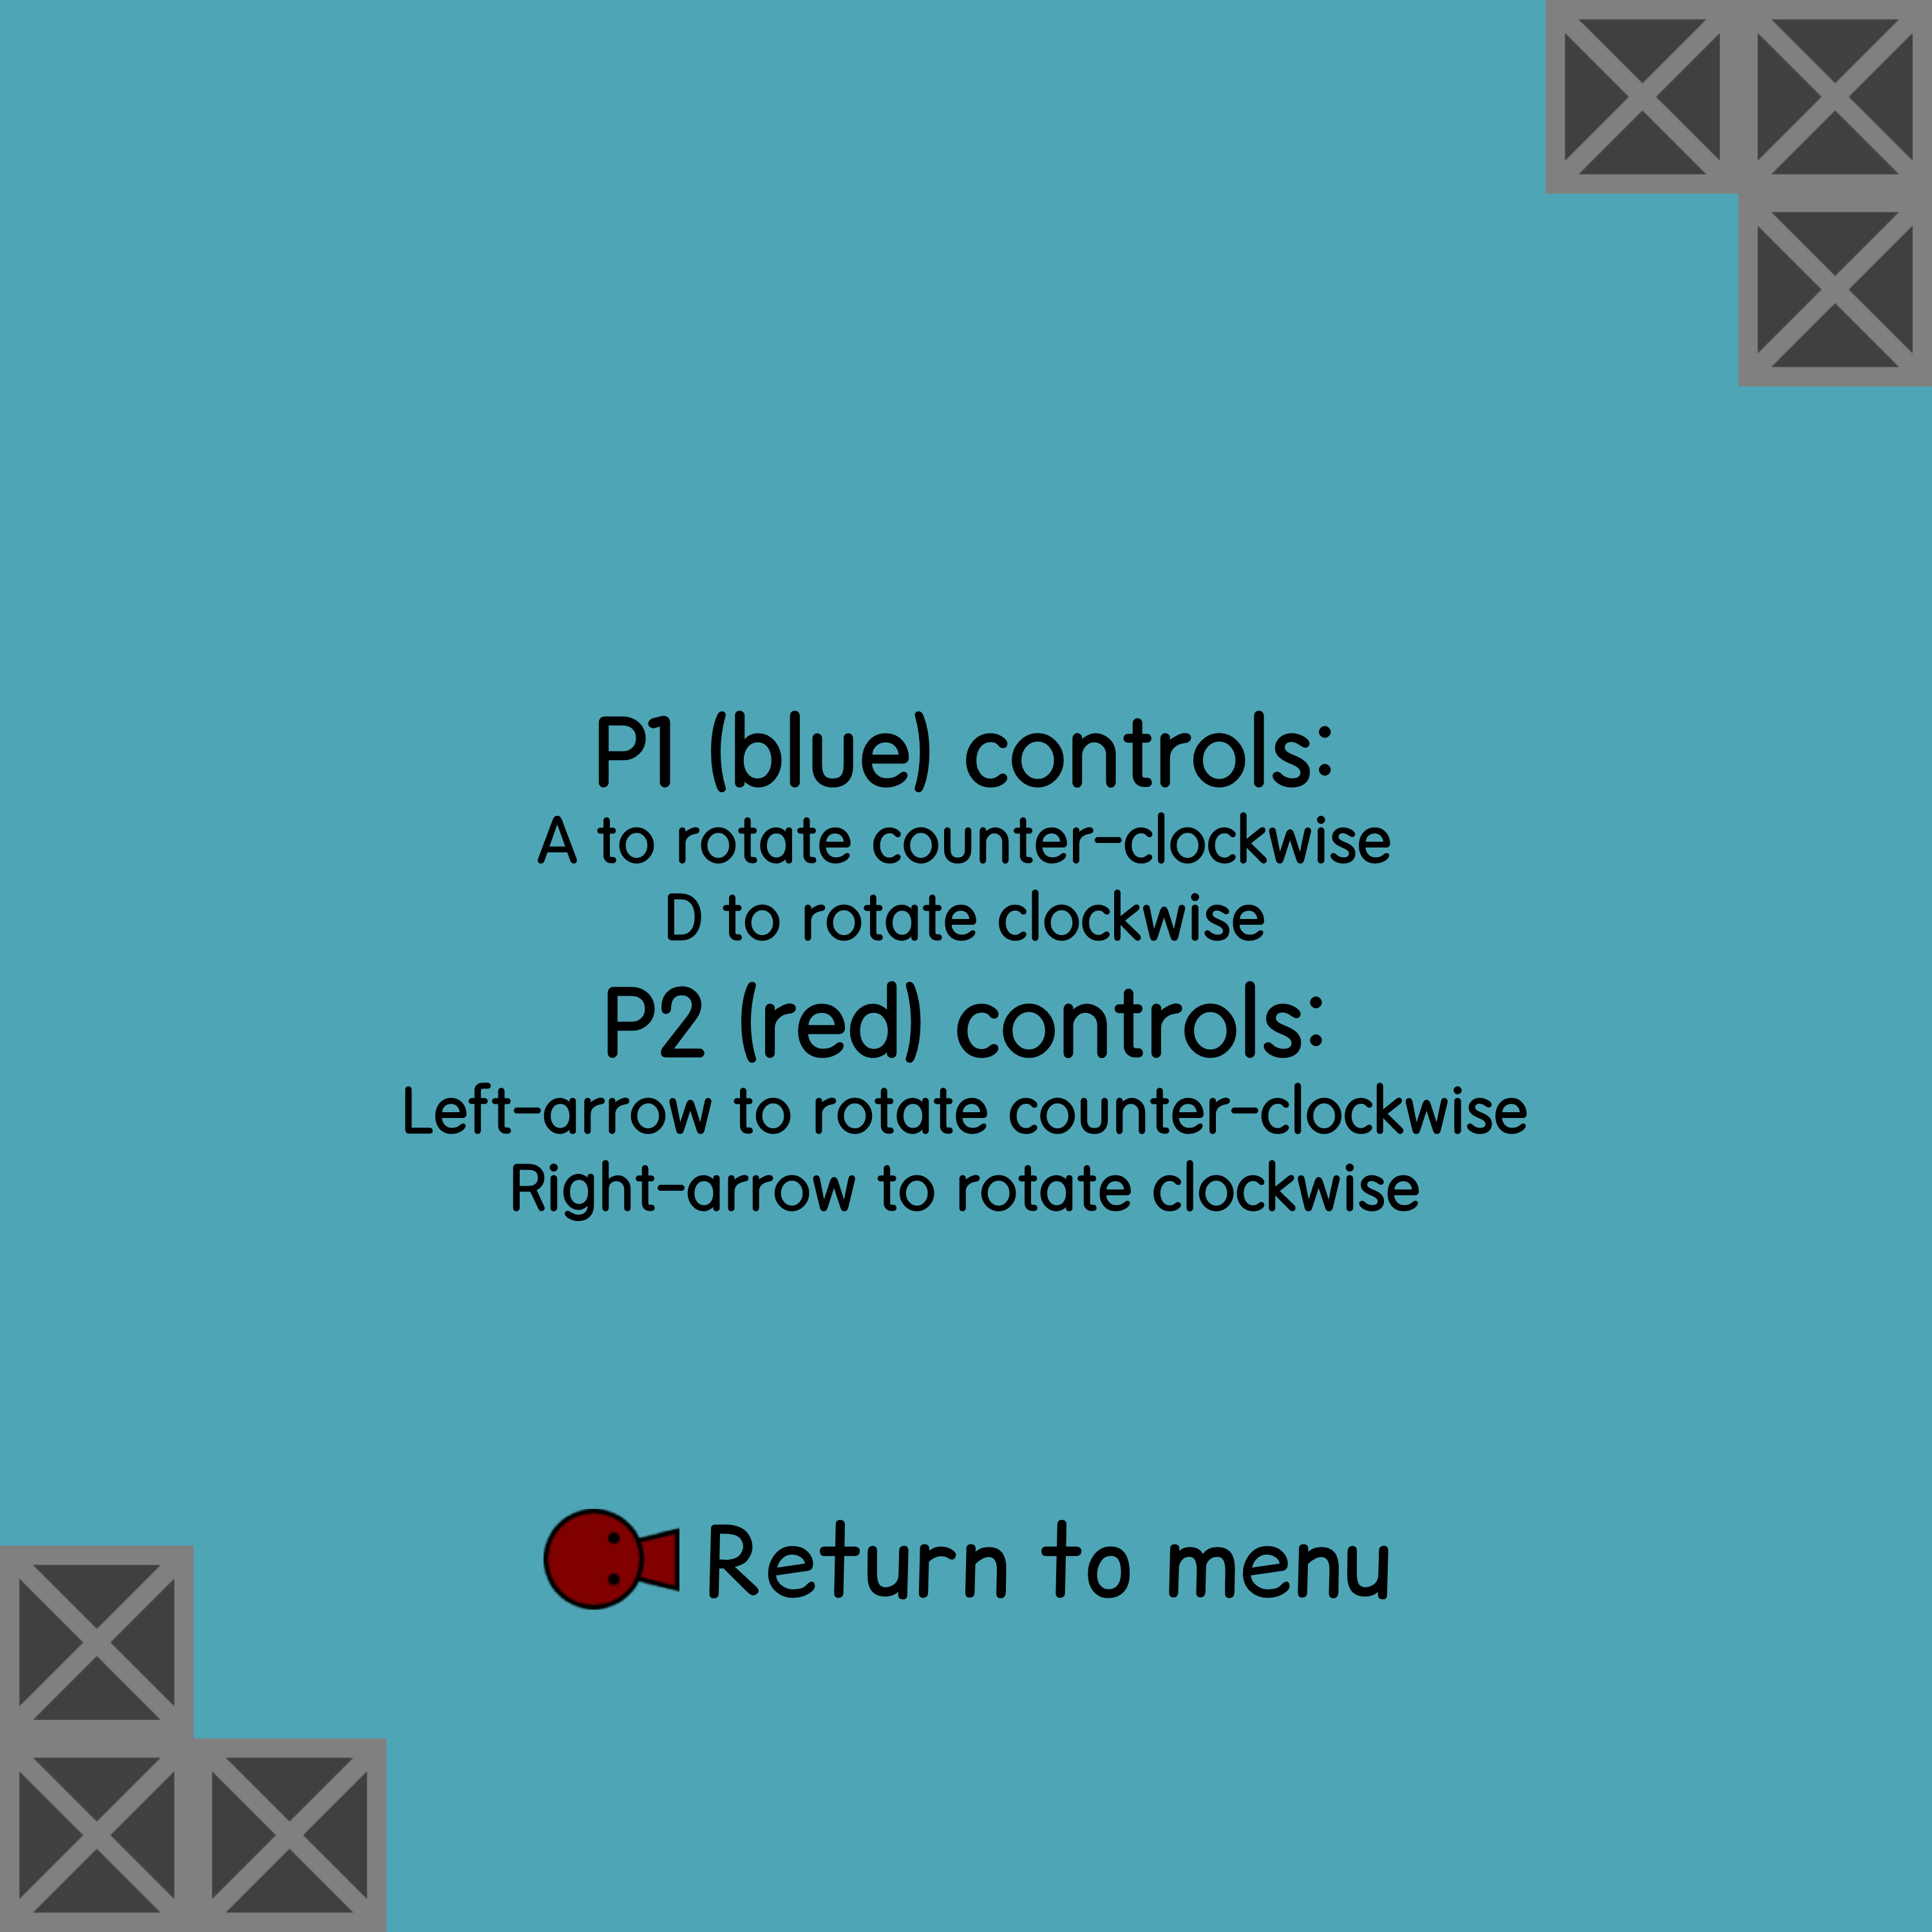 P1 (blue) controls:
A to rotate counter-clockwise
D to rotate clockwise
P2 (red) controls:
Left-arrow to rotate counter-clockwise
Right-arrow to rotate clockwise
Return to menu